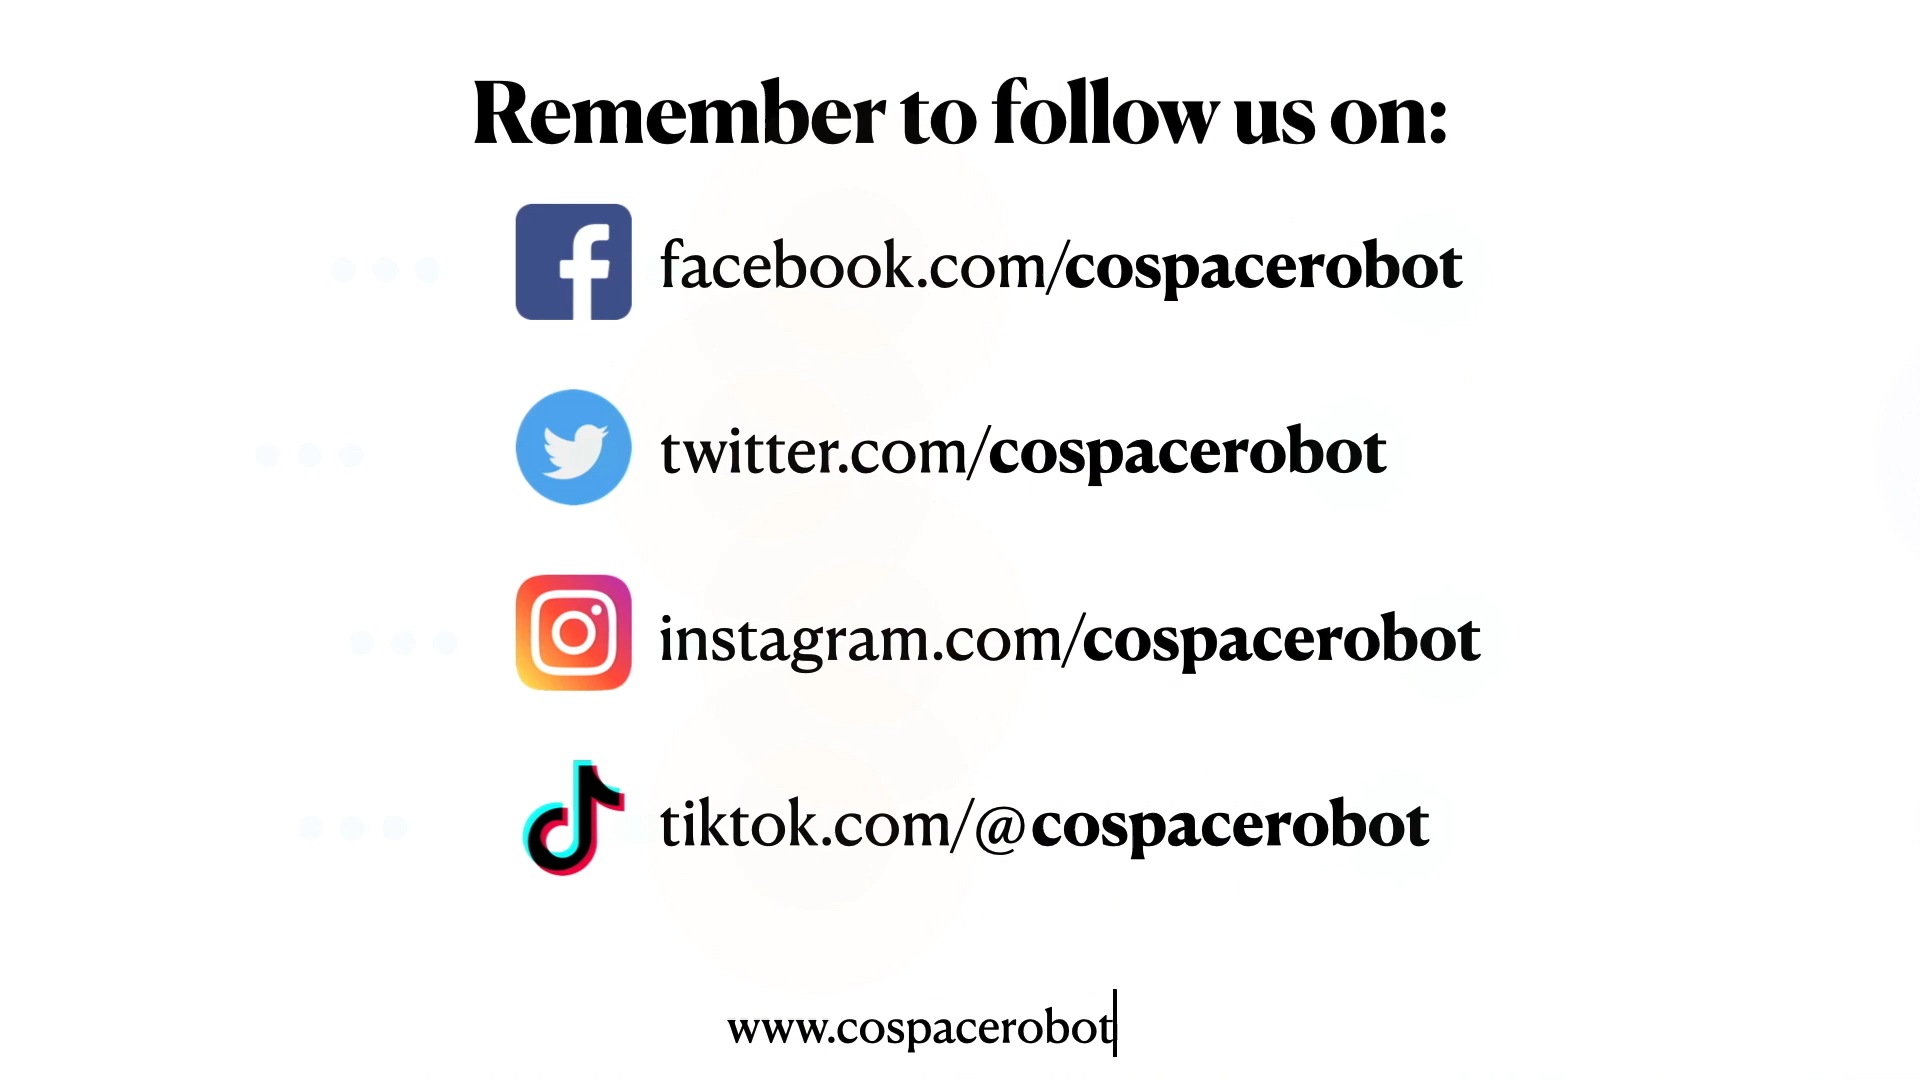 Remember to follow us on:
facebook.com/cospacerobot
twitter.com/cospacerobot
instagram.com/cospacerobot
tiktok.com/@cospacerobot
www.cospacerobot